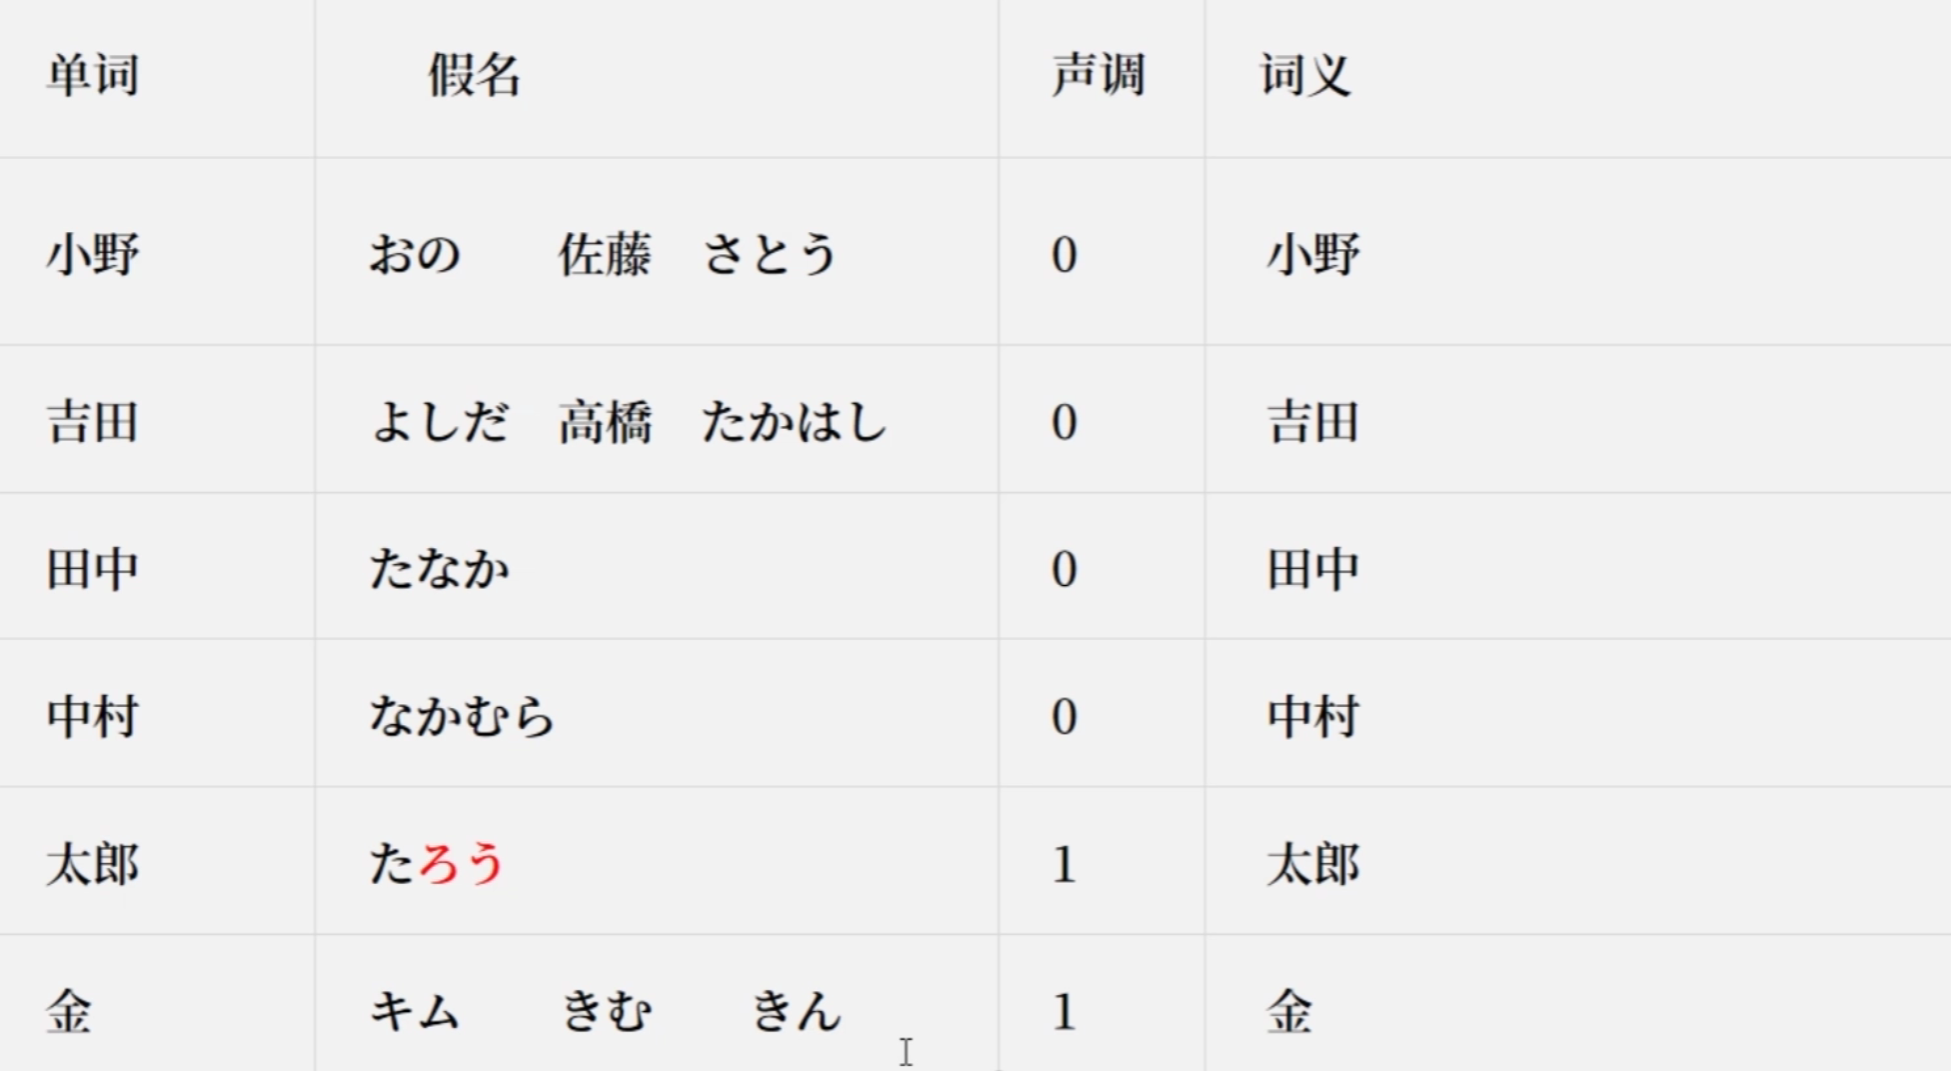 单词 假名 声调 词义
小野 おの 佐藤 さとう 0 小野
吉田 よしだ 高橋 たかはし 0 吉田
田中 たなか 0 田中
中村 なかむら 0 中村
太郎 たろう 1 太郎
金 キム きむ きん 1 金